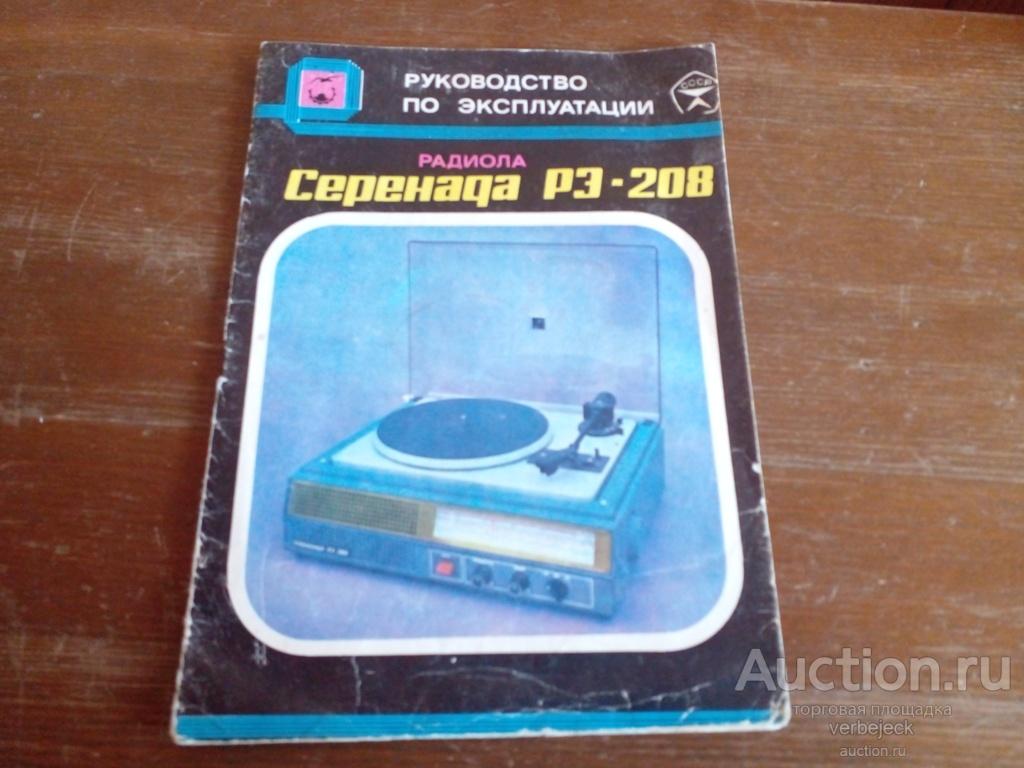 РУКОВОДСТВО
ПО ЭКСПЛУАТАЦИИ
СССР
РАДИОЛА
Серенада РЭ-208
Auction.ru
торговая площадка
verbejeck
auction.ru